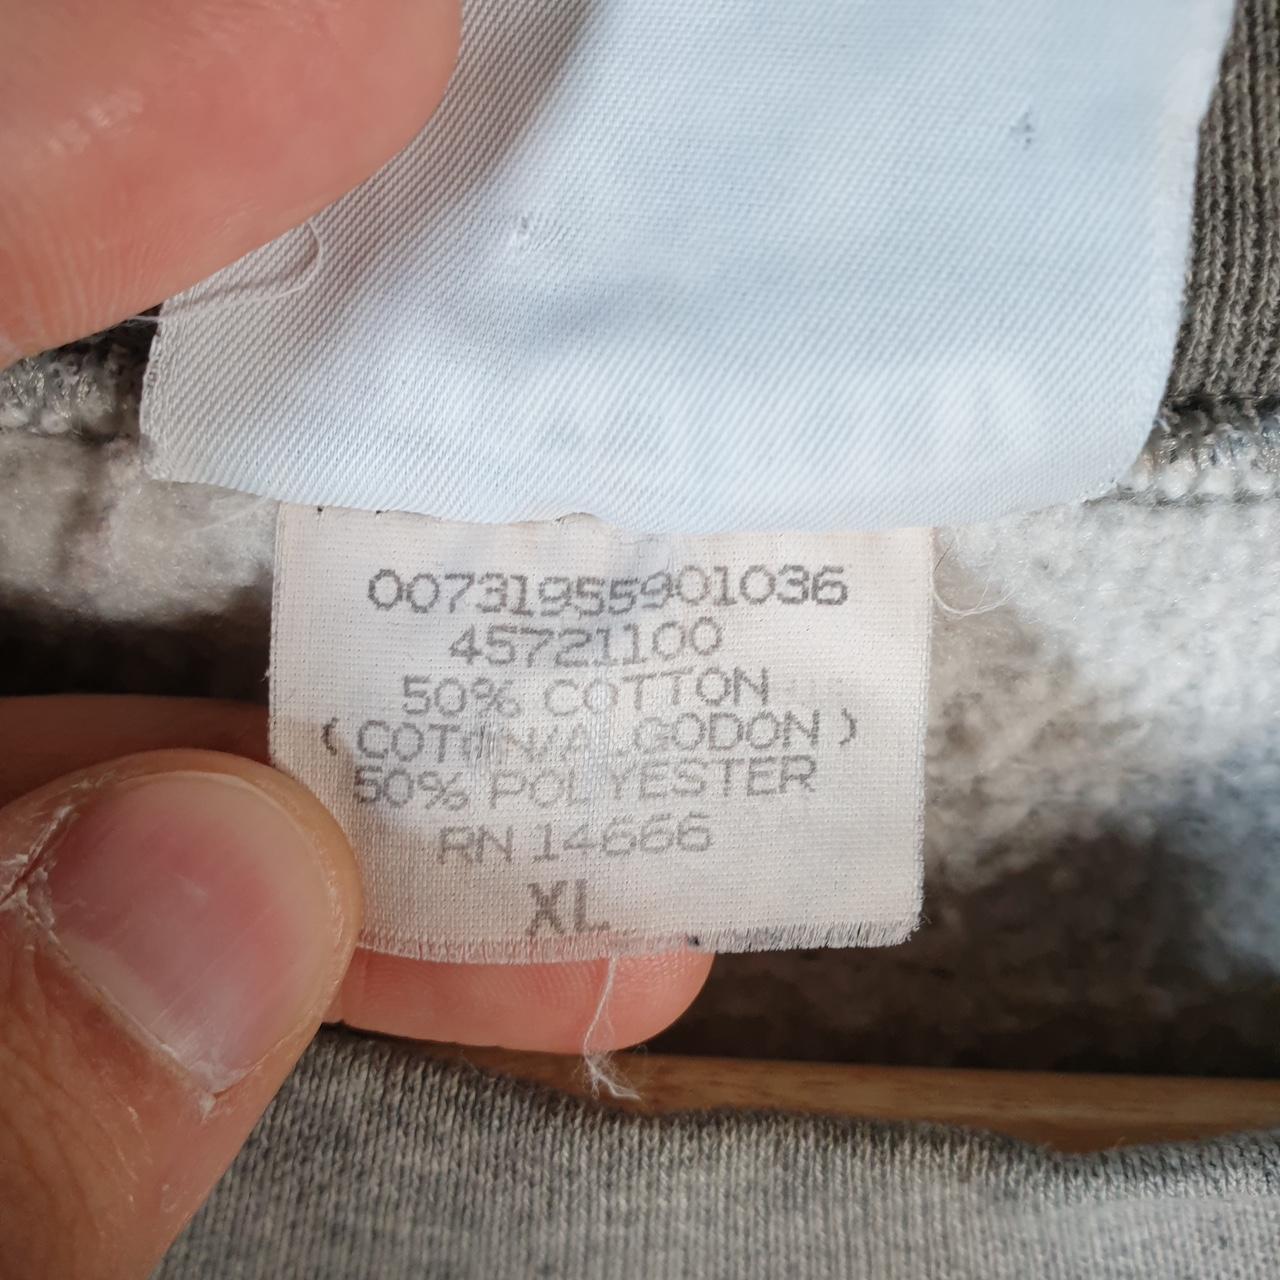 00731955901036
45721100
50% COTTON
( COTON/ALGODON )
50% POLYESTER
RN 14666
XL